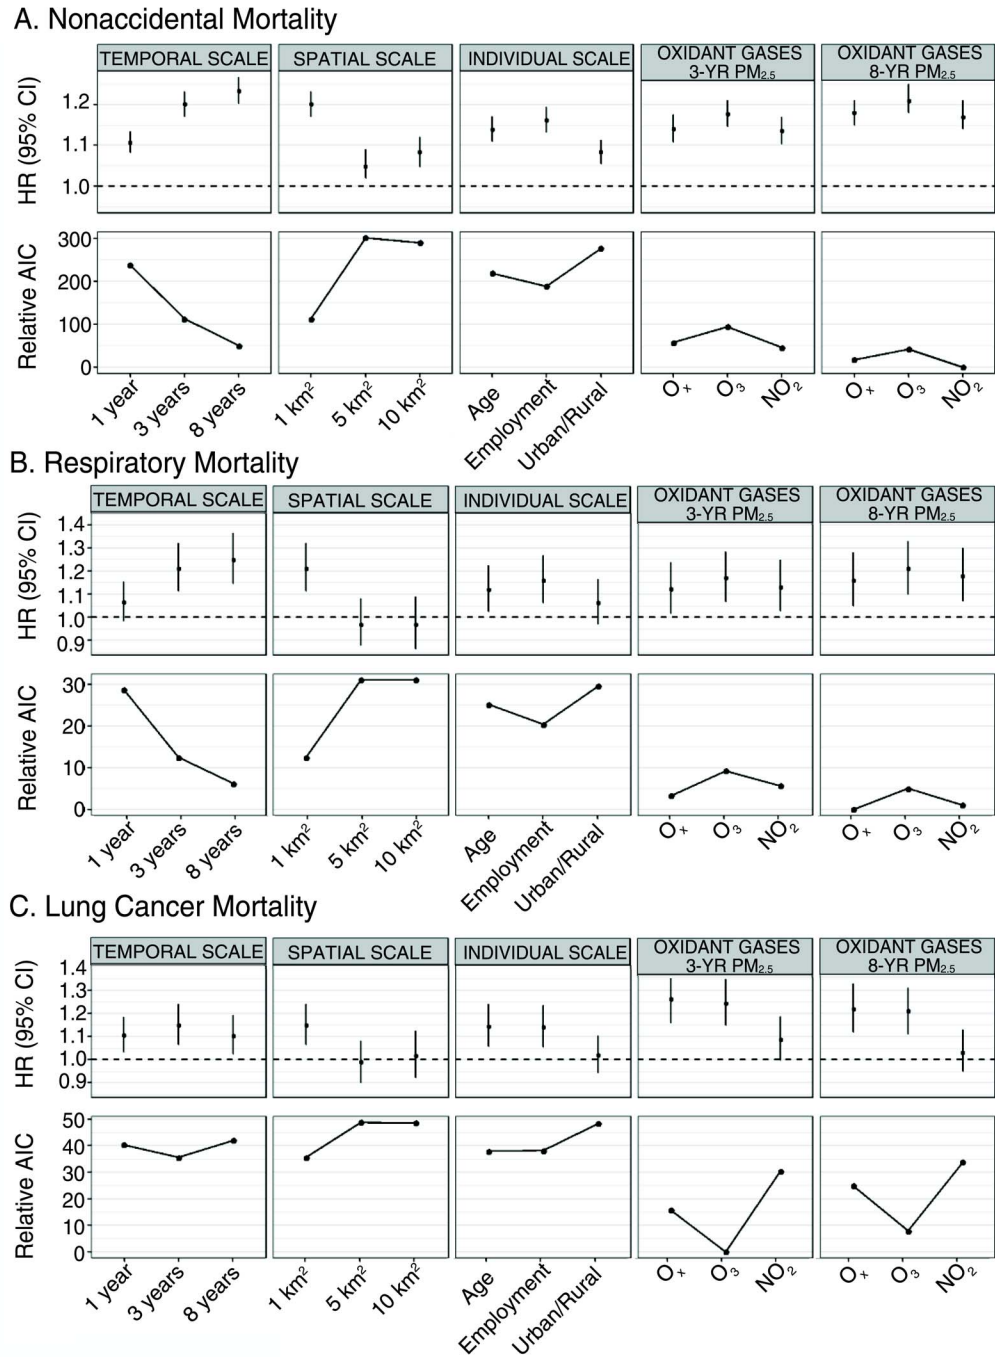 A. Nonaccidental Mortality
TEMPORAL SCALE SPATIAL SCALE INDIVIDUAL SCALE OXIDANT GASES 3-YR PM₂.₅ OXIDANT GASES 8-YR PM₂.₅
HR (95% CI)
1.2
1.1
1.0
Relative AIC
300
200
100
0
1 year 3 years 8 years 1 km² 5 km² 10 km² Age Employment Urban/Rural Oₓ O₃ NO₂ Oₓ O₃ NO₂
B. Respiratory Mortality
TEMPORAL SCALE SPATIAL SCALE INDIVIDUAL SCALE OXIDANT GASES 3-YR PM₂.₅ OXIDANT GASES 8-YR PM₂.₅
HR (95% CI)
1.4
1.3
1.2
1.1
1.0
0.9
Relative AIC
30
20
10
0
1 year 3 years 8 years 1 km² 5 km² 10 km² Age Employment Urban/Rural Oₓ O₃ NO₂ Oₓ O₃ NO₂
C. Lung Cancer Mortality
TEMPORAL SCALE SPATIAL SCALE INDIVIDUAL SCALE OXIDANT GASES 3-YR PM₂.₅ OXIDANT GASES 8-YR PM₂.₅
HR (95% CI)
1.4
1.3
1.2
1.1
1.0
0.9
Relative AIC
50
40
30
20
10
0
1 year 3 years 8 years 1 km² 5 km² 10 km² Age Employment Urban/Rural Oₓ O₃ NO₂ Oₓ O₃ NO₂